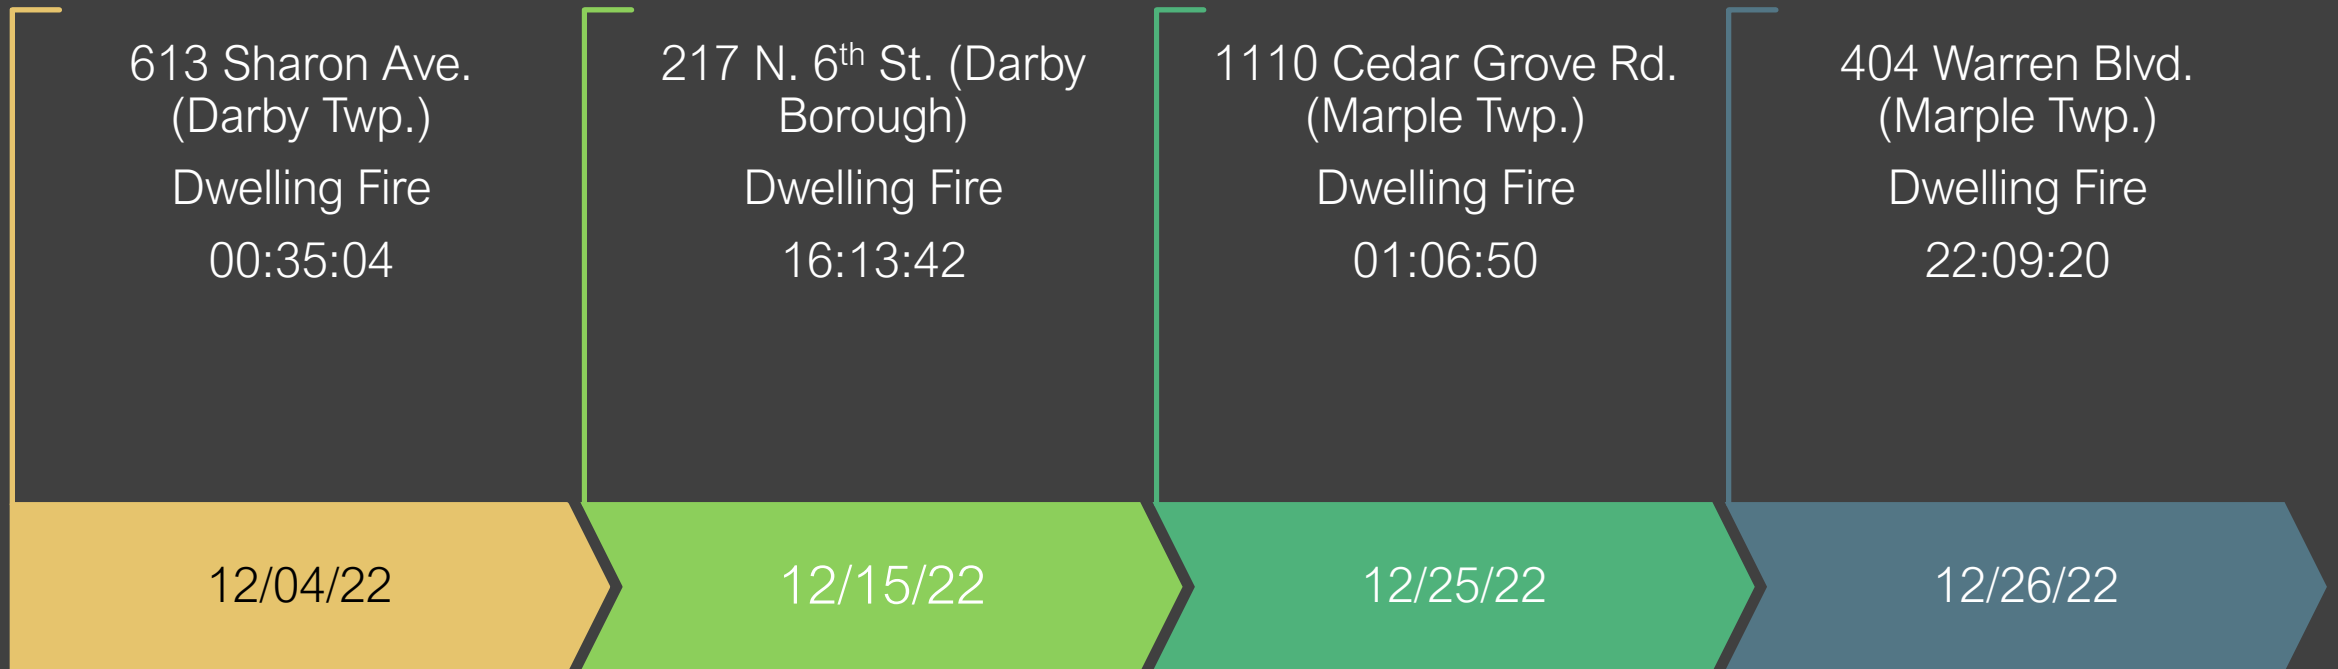 613 Sharon Ave.
(Darby Twp.)
Dwelling Fire
00:35:04
12/04/22
217 N. 6th St. (Darby
Borough)
Dwelling Fire
16:13:42
12/15/22
1110 Cedar Grove Rd.
(Marple Twp.)
Dwelling Fire
01:06:50
12/25/22
404 Warren Blvd.
(Marple Twp.)
Dwelling Fire
22:09:20
12/26/22